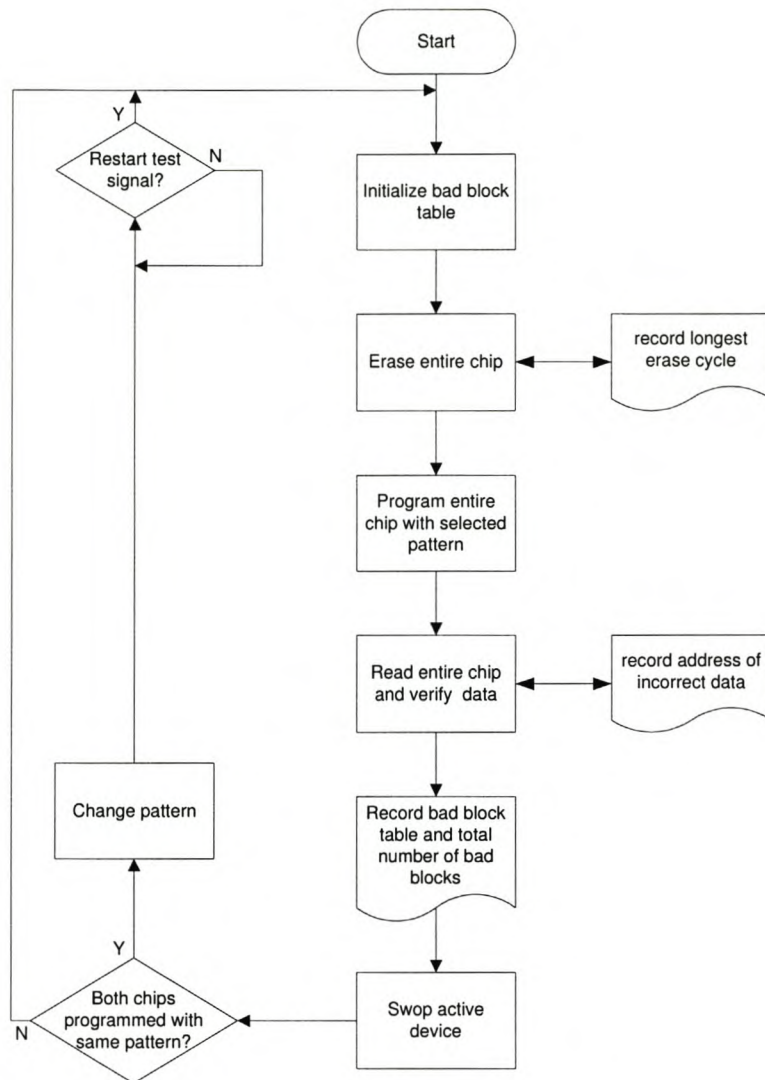 Start
Y
Restart test
signal?
N
Initialize bad block
table
Erase entire chip
record longest
erase cycle
Program entire
chip with selected
pattern
Read entire chip
and verify data
record address of
incorrect data
Change pattern
Record bad block
table and total
number of bad
blocks
Y
Both chips
programmed with
same pattern?
N
Swop active
device